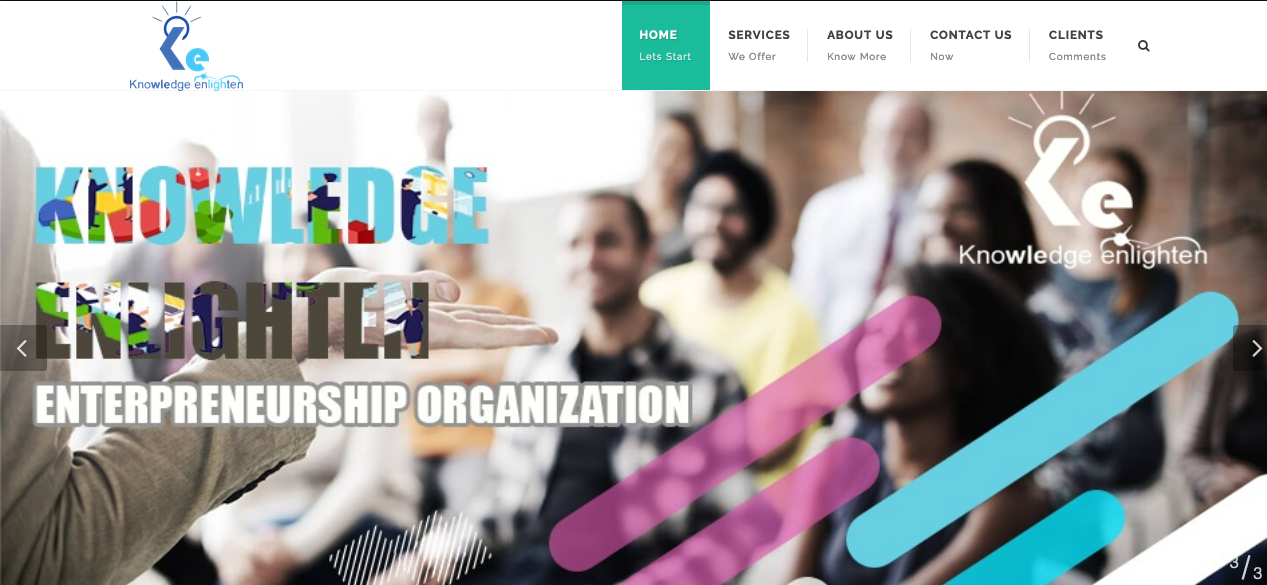 Ke
Knowledge enlighten
HOME
Lets Start
SERVICES
We Offer
ABOUT US
Know More
CONTACT US
Now
CLIENTS
Comments
KNOWLEDGE
ENLIGHTEN
ENTERPRENEURSHIP ORGANIZATION
Ke
Knowledge enlighten
3/3